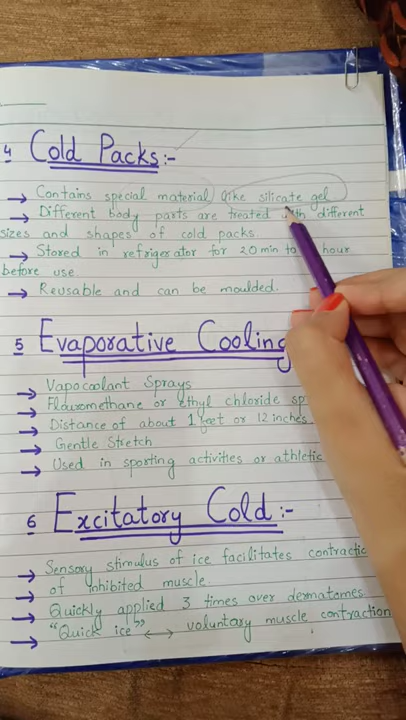 4 Cold Packs:-
→ Contains special material (like silicate gel
→ Different body parts are treated with different
sizes and shapes of cold packs.
→ Stored in refrigerator for 20 min to hour
before use.
→ Reusable and can be moulded.
5 Evaporative Cooling
→ Vapocoolant Sprays
→ Flouromethane or ethyl chloride sp
→ Distance of about 1 feet or 12 inches
→ Gentle Stretch
→ Used in sporting activities or athletic
6 Excitatory Cold:-
→ Sensory stimulus of ice facilitates contractio
→ of inhibited muscle.
→ Quickly applied 3 times over dermatomes
→ "Quick ice" ↔ voluntary muscle contraction